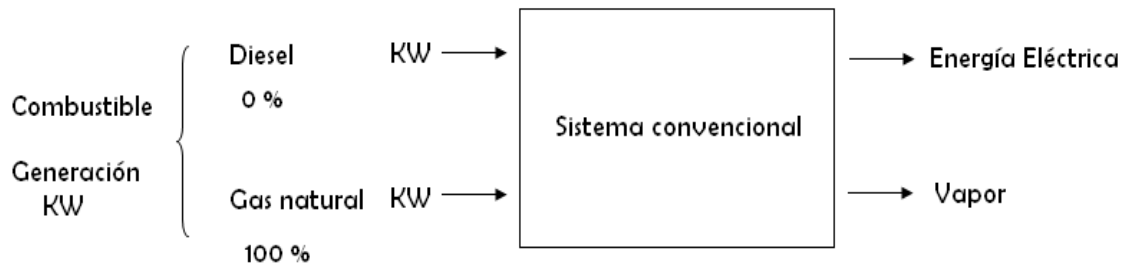 Combustible
Generación
KW
Diesel
0 %
KW
Gas natural
100 %
KW
Sistema convencional
Energía Eléctrica
Vapor